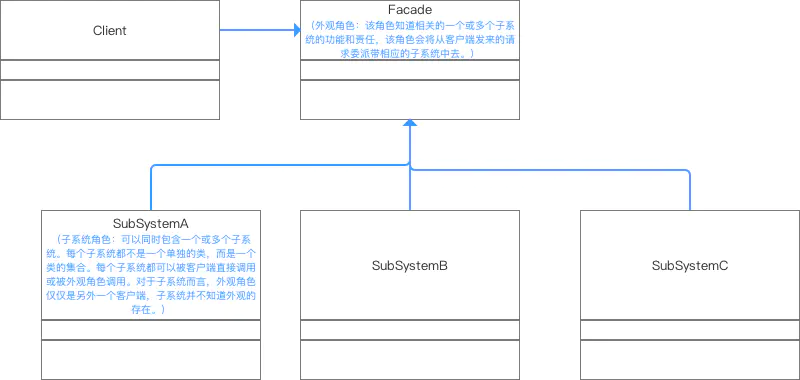 Client
Facade
（外观角色：该角色知道相关的一个或多个子系
统的功能和责任，该角色会将从客户端发来的请
求委派带相应的子系统中去。）
SubSystemA
（子系统角色：可以同时包含一个或多个子系
统。每个子系统都不是一个单独的类，而是一个
类的集合。每个子系统都可以被客户端直接调用
或被外观角色调用。对于子系统而言，外观角色
仅仅是另外一个客户端，子系统并不知道外观的
存在。）
SubSystemB
SubSystemC